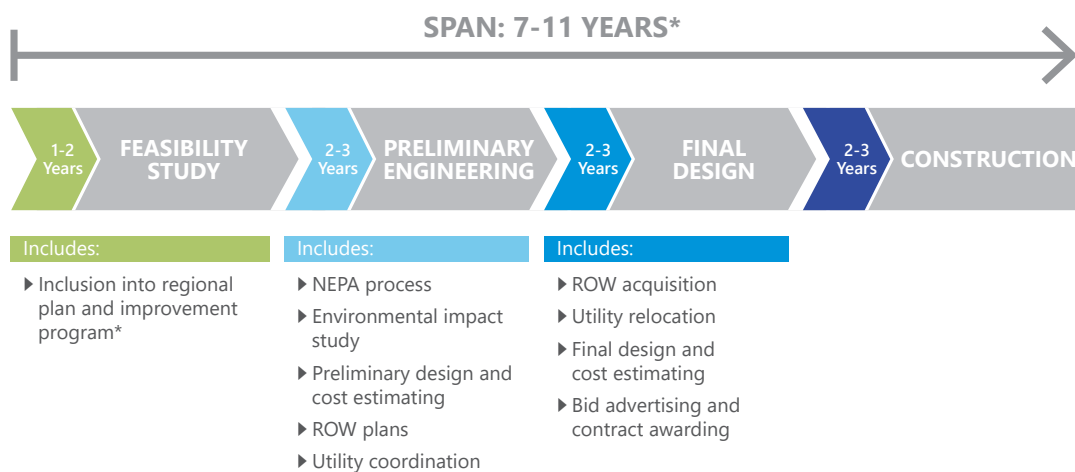 SPAN: 7-11 YEARS*
1-2
Years
FEASIBILITY
STUDY
2-3
Years
PRELIMINARY
ENGINEERING
2-3
Years
FINAL
DESIGN
2-3
Years
CONSTRUCTION
Includes:
Inclusion into regional
plan and improvement
program*
Includes:
NEPA process
Environmental impact
study
Preliminary design and
cost estimating
ROW plans
Utility coordination
Includes:
ROW acquisition
Utility relocation
Final design and
cost estimating
Bid advertising and
contract awarding